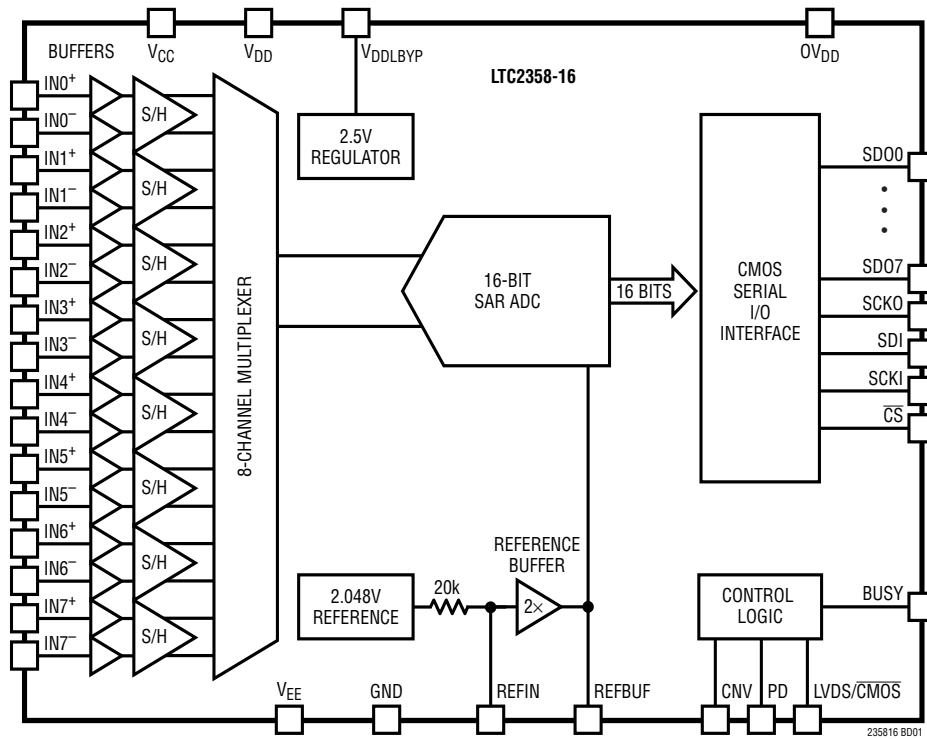 BUFFERS
VCC
VDD
VDDLBYP
OVDD
LTC2358-16
IN0+
IN0–
IN1+
IN1–
IN2+
IN2–
IN3+
IN3–
IN4+
IN4–
IN5+
IN5–
IN6+
IN6–
IN7+
IN7–
S/H
S/H
S/H
S/H
S/H
S/H
S/H
S/H
8-CHANNEL MULTIPLEXER
2.5V
REGULATOR
16-BIT
SAR ADC
16 BITS
CMOS
SERIAL
I/O
INTERFACE
SDO0
•
•
•
SDO7
SCKO
SDI
SCKI
CS
2.048V
REFERENCE
20k
REFERENCE
BUFFER
2×
CONTROL
LOGIC
BUSY
VEE
GND
REFIN
REFBUF
CNV
PD
LVDS/CMOS
235816 BD01